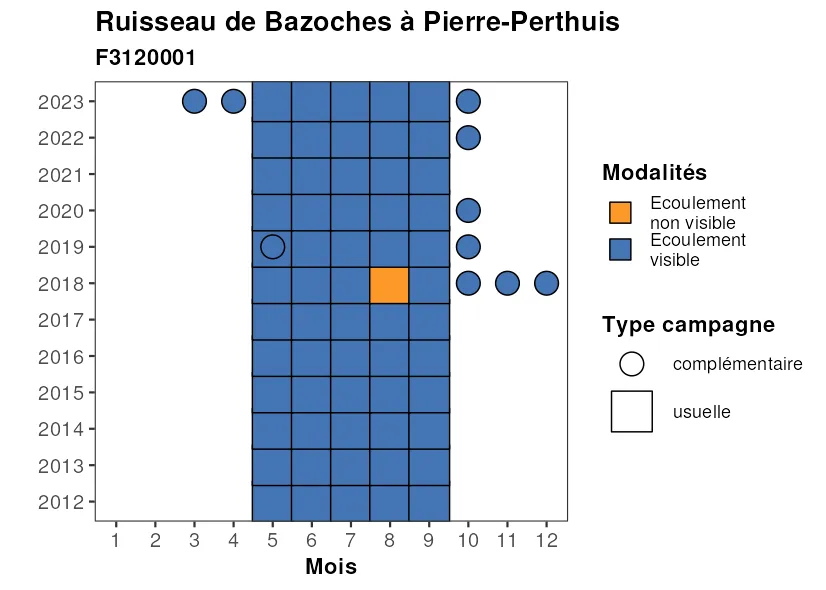 Ruisseau de Bazoches à Pierre-Perthuis
F3120001
2023
2022
2021
2020
2019
2018
2017
2016
2015
2014
2013
2012
1 2 3 4 5 6 7 8 9 10 11 12
Mois
Modalités
Ecoulement
non visible
Ecoulement
visible
Type campagne
complémentaire
usuelle